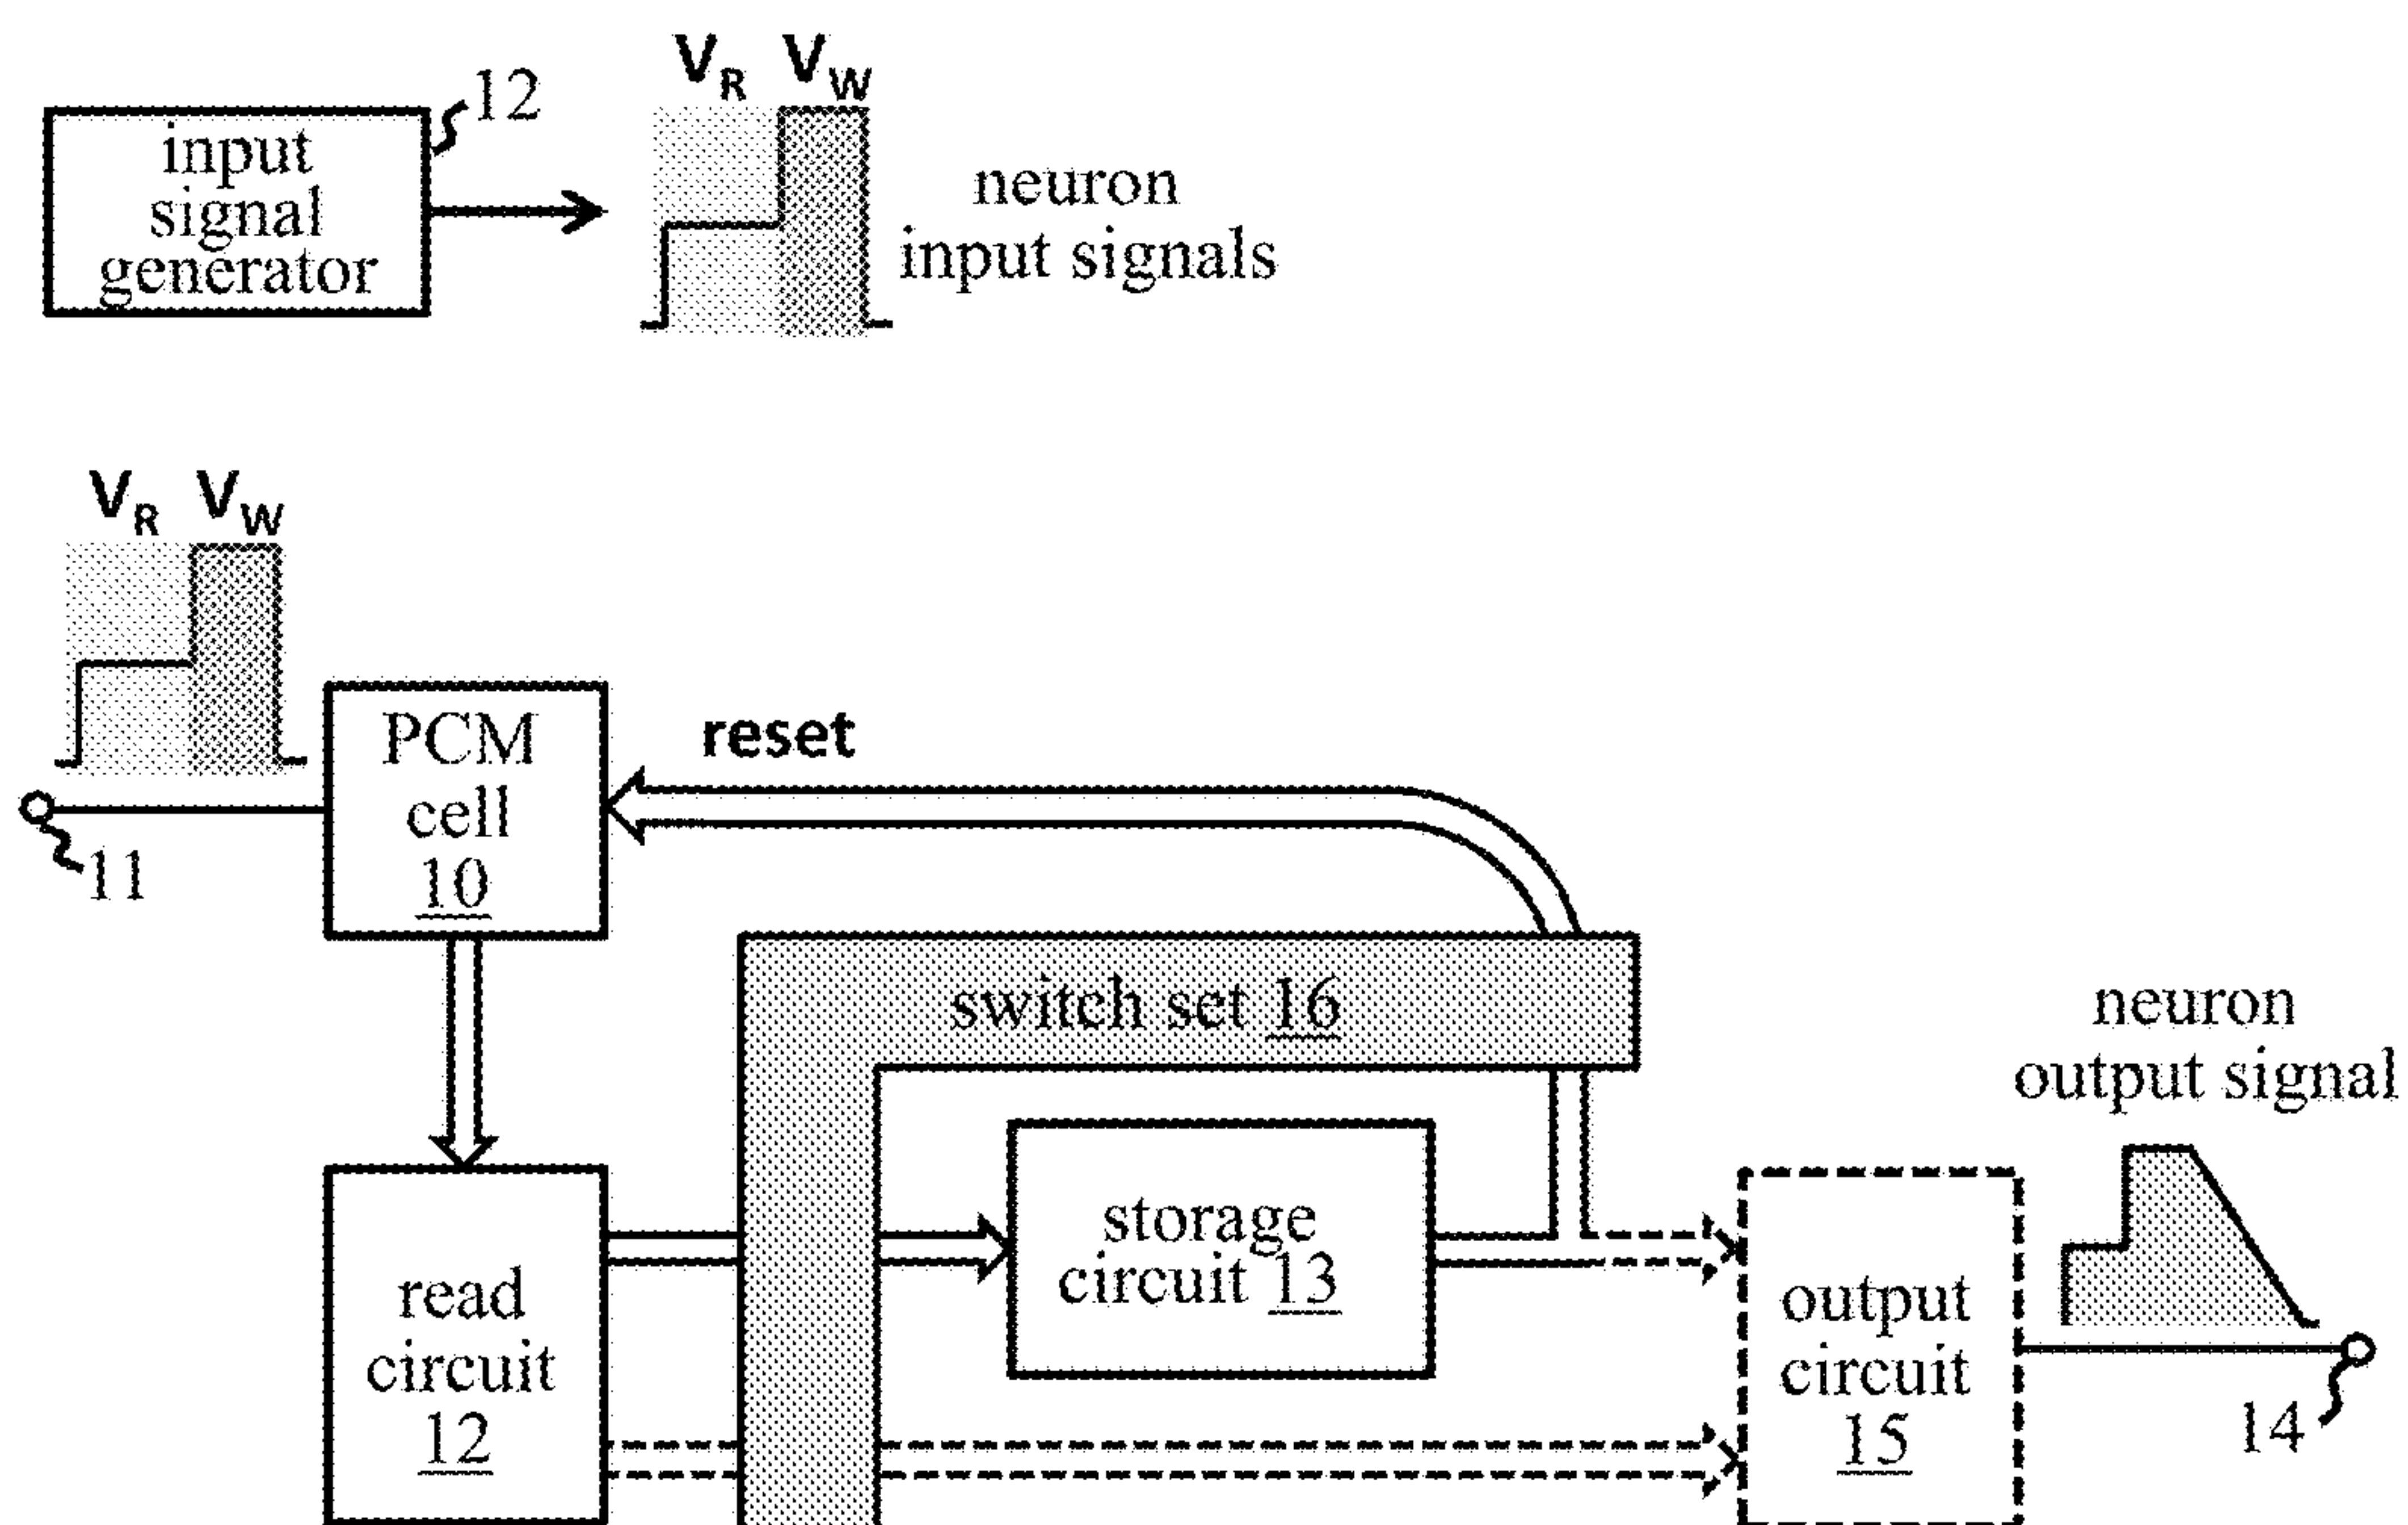 V_R V_W
12
input
signal
generator
neuron
input signals
V_R V_W
PCM
cell
10
reset
11
switch set 16
neuron
output signal
storage
circuit 13
read
circuit
12
output
circuit
15
14